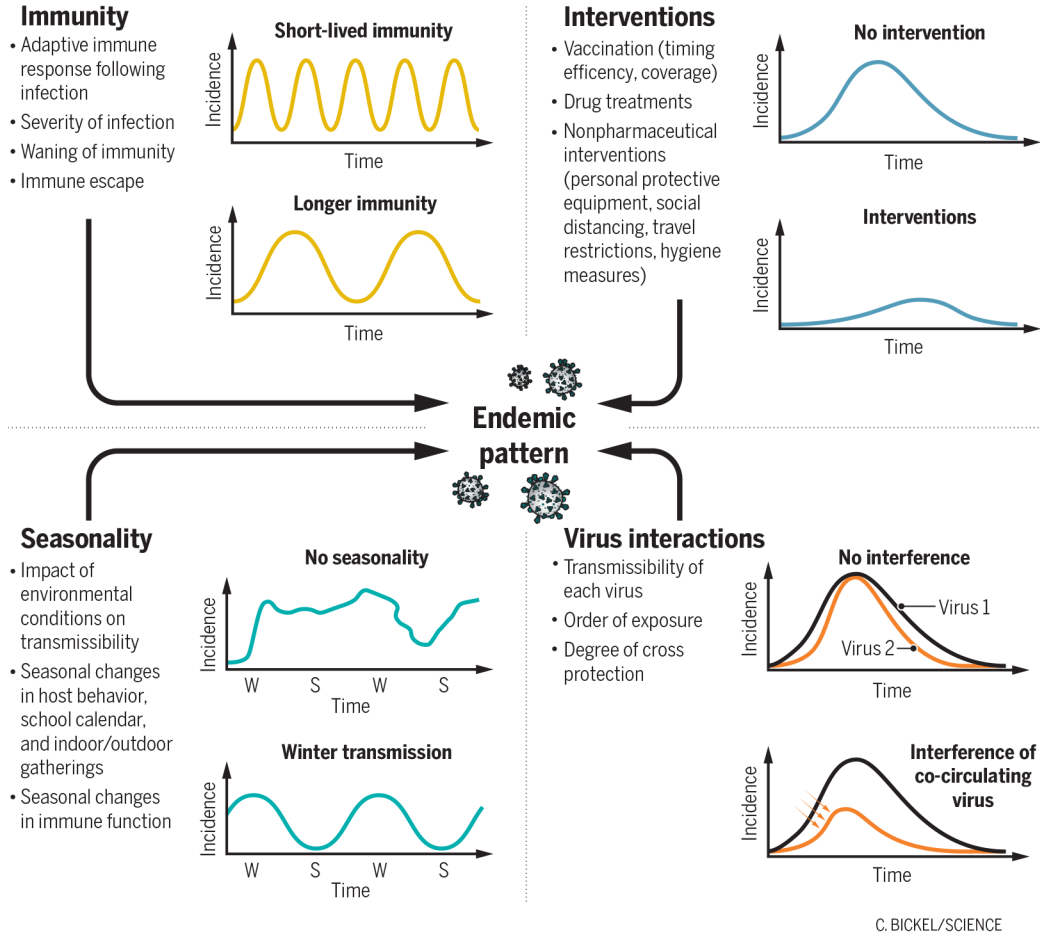 Immunity
• Adaptive immune
response following
infection
• Severity of infection
• Waning of immunity
• Immune escape
Short-lived immunity
Incidence
Time
Longer immunity
Incidence
Time
Interventions
• Vaccination (timing
efficency, coverage)
• Drug treatments
• Nonpharmaceutical
interventions
(personal protective
equipment, social
distancing, travel
restrictions, hygiene
measures)
No intervention
Incidence
Time
Interventions
Incidence
Time
Endemic
pattern
Seasonality
• Impact of
environmental
conditions on
transmissibility
• Seasonal changes
in host behavior,
school calendar,
and indoor/outdoor
gatherings
• Seasonal changes
in immune function
No seasonality
Incidence
W S W S
Time
Winter transmission
Incidence
W S W S
Time
Virus interactions
• Transmissibility of
each virus
• Order of exposure
• Degree of cross
protection
No interference
Incidence
Virus 1
Virus 2
Time
Interference of
co-circulating
virus
Incidence
Time
C. BICKEL/SCIENCE